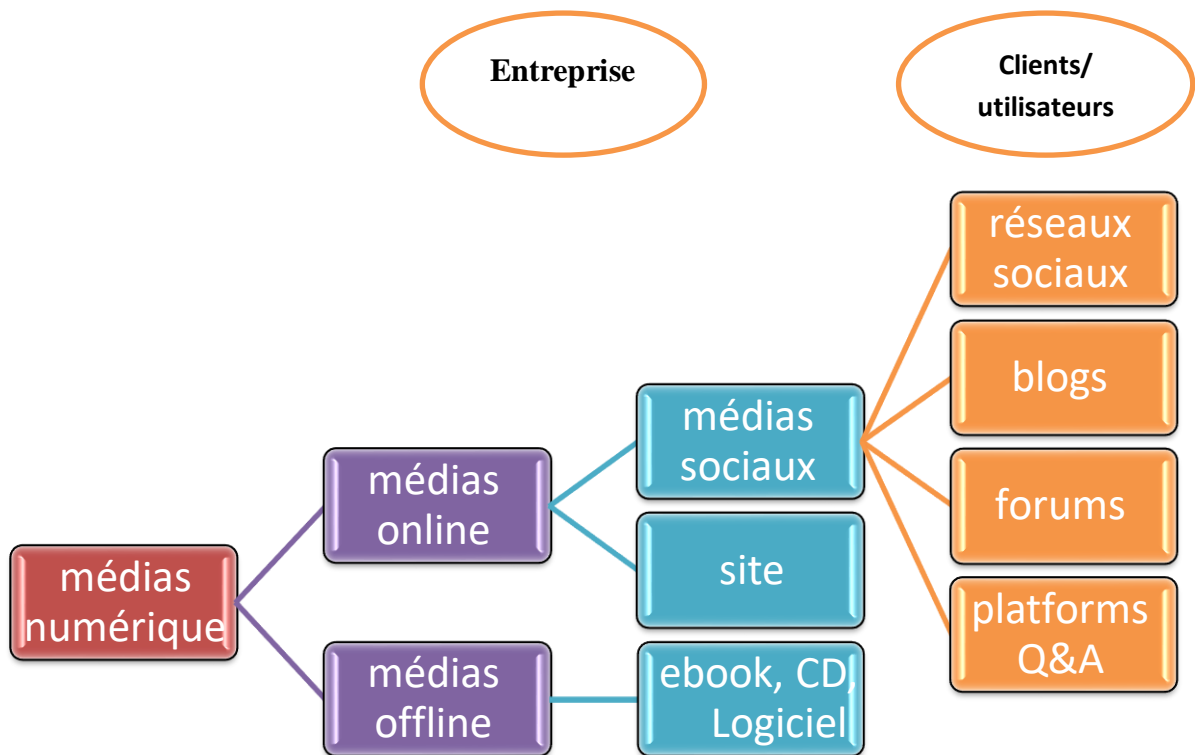 Entreprise
Clients/
utilisateurs
réseaux
sociaux
blogs
forums
platforms
Q&A
médias
sociaux
site
ebook, CD,
Logiciel
médias
online
médias
offline
médias
numérique